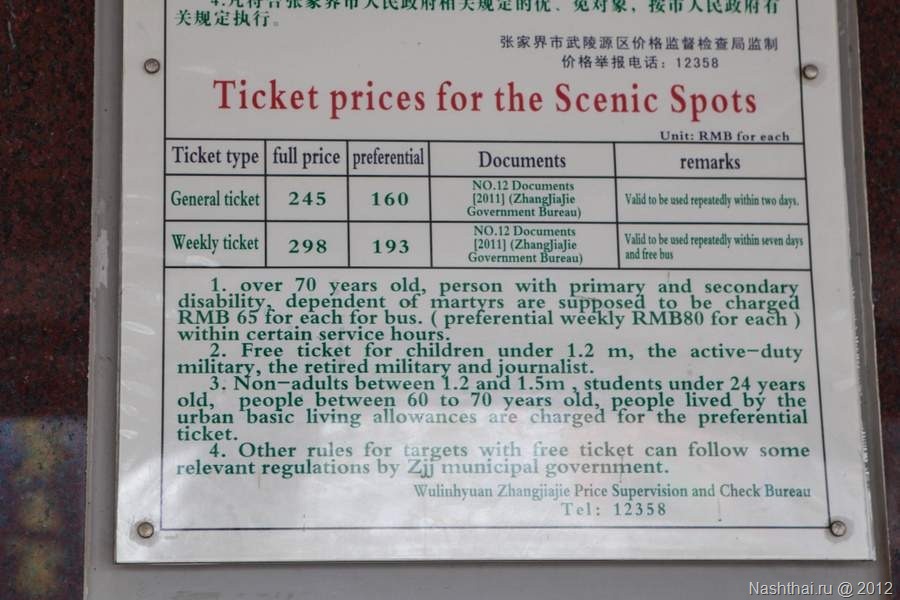 4.凡符合张家界市人民政府相关规定的优、免对象，按市人民政府有
关规定执行。
张家界市武陵源区价格监督检查局监制
价格举报电话：12358
Ticket prices for the Scenic Spots
Unit: RMB for each
Ticket type full price preferential Documents remarks
General ticket 245 160 NO.12 Documents [2011] (ZhangJiaJie Government Bureau) Valid to be used repeatedly within two days.
Weekly ticket 298 193 NO.12 Documents [2011] (ZhangJiaJie Government Bureau) Valid to be used repeatedly within seven days and free bus
1. over 70 years old, person with primary and secondary
disability, dependent of martyrs are supposed to be charged
RMB 65 for each for bus. ( preferential weekly RMB80 for each )
within certain service hours.
2. Free ticket for children under 1.2 m, the active-duty
military, the retired military and journalist.
3. Non-adults between 1.2 and 1.5m , students under 24 years
old, people between 60 to 70 years old, people lived by the
urban basic living allowances are charged for the preferential
ticket.
4. Other rules for targets with free ticket can follow some
relevant regulations by Zjj municipal government.
Wulinhyuan Zhangjiajie Price Supervision and Check Bureau
Tel: 12358
Nashthai.ru @ 2012